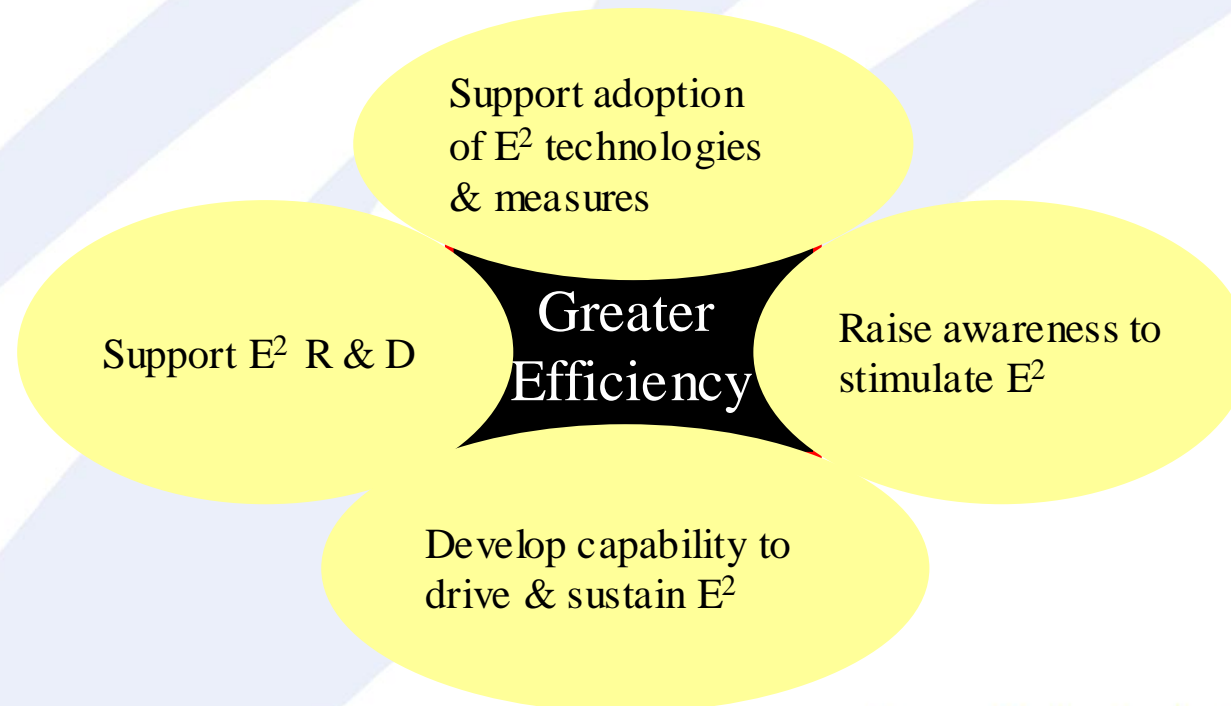 Support adoption
of E² technologies
& measures
Support E² R & D
Greater
Efficiency
Raise awareness to
stimulate E²
Develop capability to
drive & sustain E²